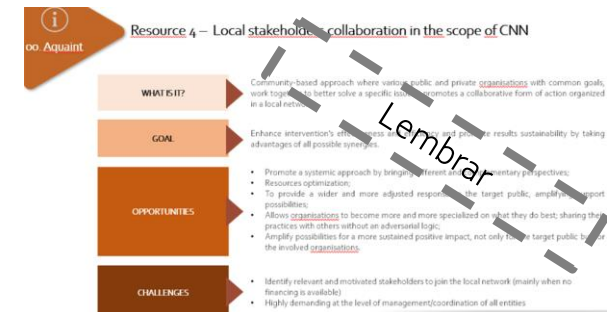 oo. Aquaint
Resource 4 – Local stakeholders collaboration in the scope of CNN
WHAT IS IT?
Community-based approach where various public and private organisations with common goals,
work together to better solve a specific issue, promotes a collaborative form of action organized
in a local network
GOAL
Enhance intervention's effectiveness and efficacy and promote results sustainability by taking
advantages of all possible synergies.
OPPORTUNITIES
• Promote a systemic approach by bringing different and complementary perspectives;
• Resources optimization;
• To provide a wider and more adjusted response the target public, amplifying support
possibilities;
• Allows organisations to become more and more specialized on what they do best; sharing their
practices with others without an adversarial logic;
• Amplify possibilities for a more sustained positive impact, not only for the target public but for
the involved organisations.
CHALLENGES
• Identify relevant and motivated stakeholders to join the local network (mainly when no
financing is available)
• Highly demanding at the level of management/coordination of all entities
Lembrar